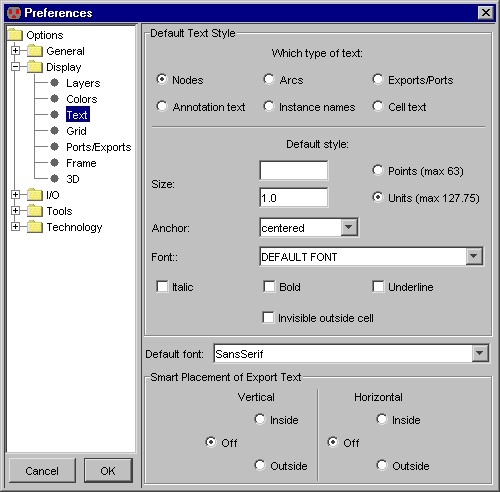 Preferences
Options
General
Display
Layers
Colors
Text
Grid
Ports/Exports
Frame
3D
I/O
Tools
Technology
Cancel OK
Default Text Style
Which type of text:
Nodes Arcs Exports/Ports
Annotation text Instance names Cell text
Default style:
Size:
Points (max 63)
1.0 Units (max 127.75)
Anchor: centered
Font:: DEFAULT FONT
Italic Bold Underline
Invisible outside cell
Default font: SansSerif
Smart Placement of Export Text
Vertical Horizontal
Inside Inside
Off Off
Outside Outside